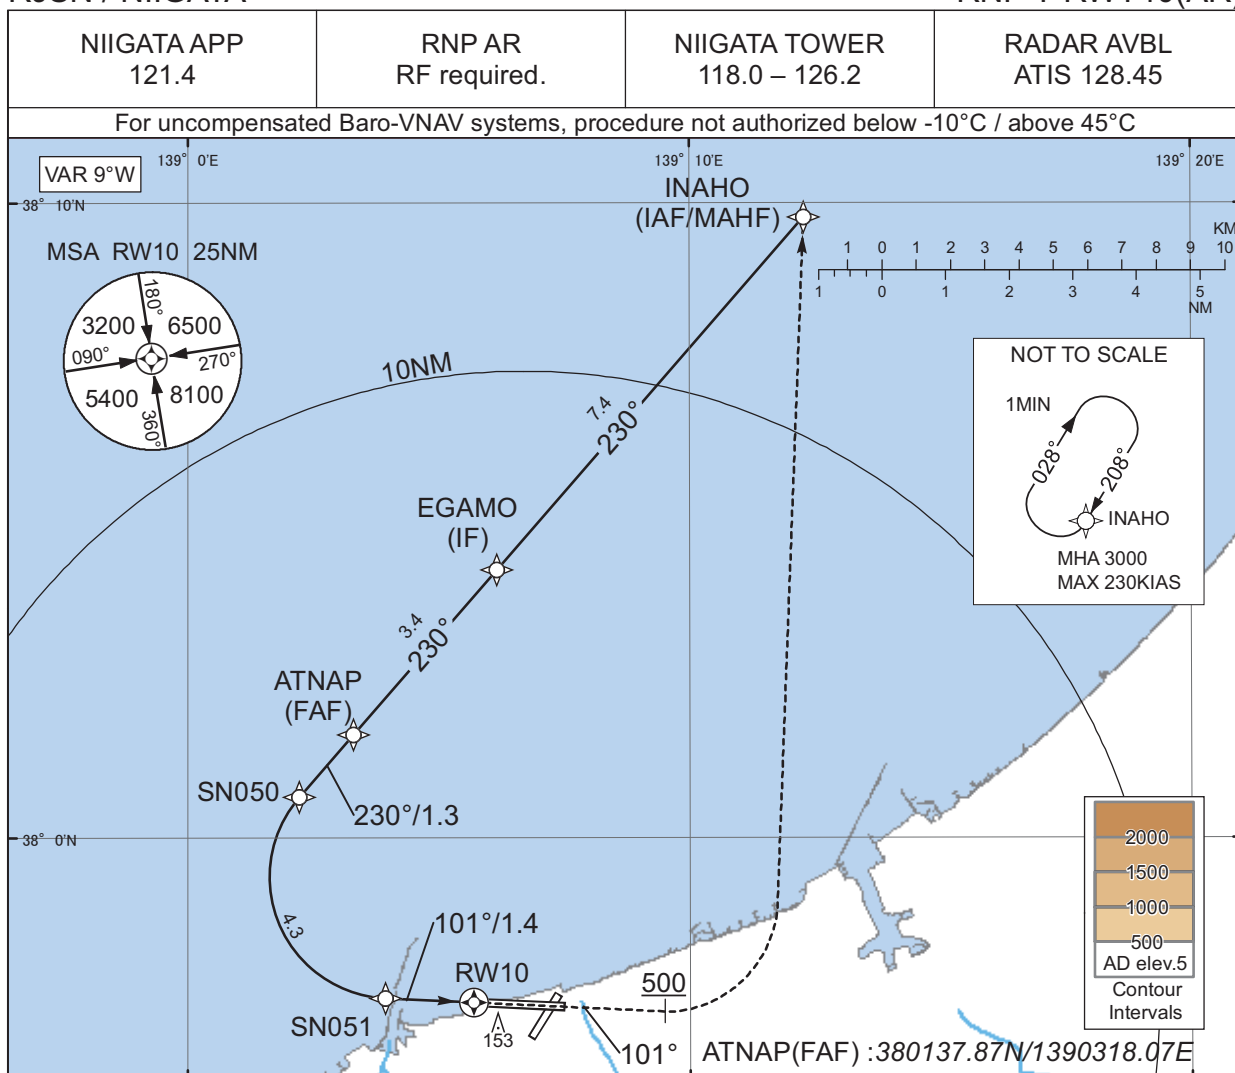 RJSN / NIIGATA
NIIGATA APP
121.4
RNP AR
RF required.
NIIGATA TOWER
118.0 – 126.2
RADAR AVBL
ATIS 128.45
For uncompensated Baro-VNAV systems, procedure not authorized below -10°C / above 45°C
VAR 9°W
139° 0'E
139° 10'E
139° 20'E
38° 10'N
INAHO
(IAF/MAHF)
KM
1 0 1 2 3 4 5 6 7 8 9 10
1 0 1 2 3 4 5
NM
MSA RW10 25NM
180°
3200
6500
090°
270°
5400
8100
360°
10NM
NOT TO SCALE
1MIN
028°
208°
INAHO
MHA 3000
MAX 230KIAS
7.4
230°
EGAMO
(IF)
3.4
230°
ATNAP
(FAF)
SN050
230°/1.3
38° 0'N
4.3
101°/1.4
RW10
500
SN051
153
101°
2000
1500
1000
500
AD elev.5
Contour
Intervals
ATNAP(FAF) :380137.87N/1390318.07E